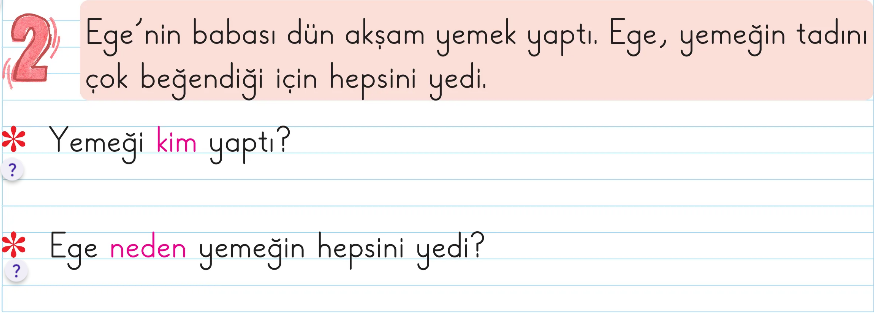 2
Ege'nin babası dün akşam yemek yaptı. Ege, yemeğin tadını
çok beğendiği için hepsini yedi.
* Yemeği kim yaptı?
?
* Ege neden yemeğin hepsini yedi?
?